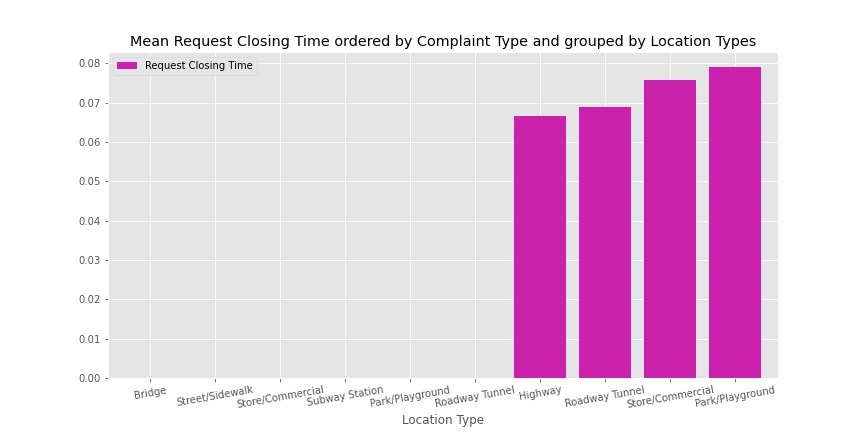 Mean Request Closing Time ordered by Complaint Type and grouped by Location Types
Request Closing Time
0.08
0.07
0.06
0.05
0.04
0.03
0.02
0.01
0.00
Bridge
Street/Sidewalk
Store/Commercial
Subway Station
Park/Playground
Roadway Tunnel
Highway
Roadway Tunnel
Store/Commercial
Park/Playground
Location Type